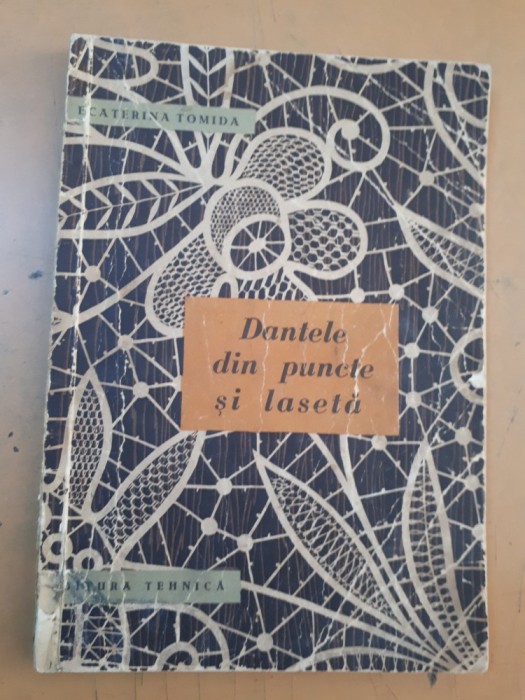 ECATERINA TOMIDA
Dantele
din puncte
și lasetă
EDITURA TEHNICĂ